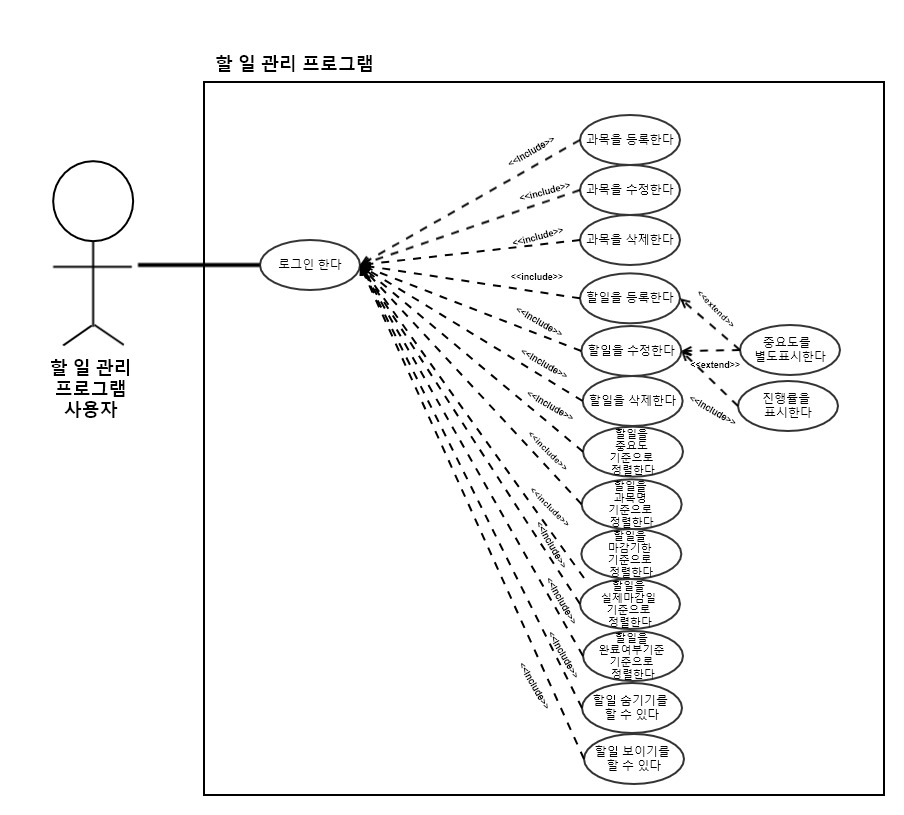 할 일 관리 프로그램
할 일 관리
프로그램
사용자
로그인 한다
<<include>>
과목을 등록한다
<<include>>
과목을 수정한다
<<include>>
과목을 삭제한다
<<include>>
할일을 등록한다
<<extend>>
<<include>>
할일을 수정한다
중요도를
별도표시한다
<<extend>>
<<include>>
할일을 삭제한다
진행률을
표시한다
<<include>>
<<include>>
할일을
중요도
기준으로
정렬한다
<<include>>
할일을
과목명
기준으로
정렬한다
<<include>>
할일을
마감기한
기준으로
정렬한다
<<include>>
할일을
실제마감일
기준으로
정렬한다
<<include>>
할일을
완료여부기준
기준으로
정렬한다
<<include>>
할일 숨기기를
할 수 있다
<<include>>
할일 보이기를
할 수 있다